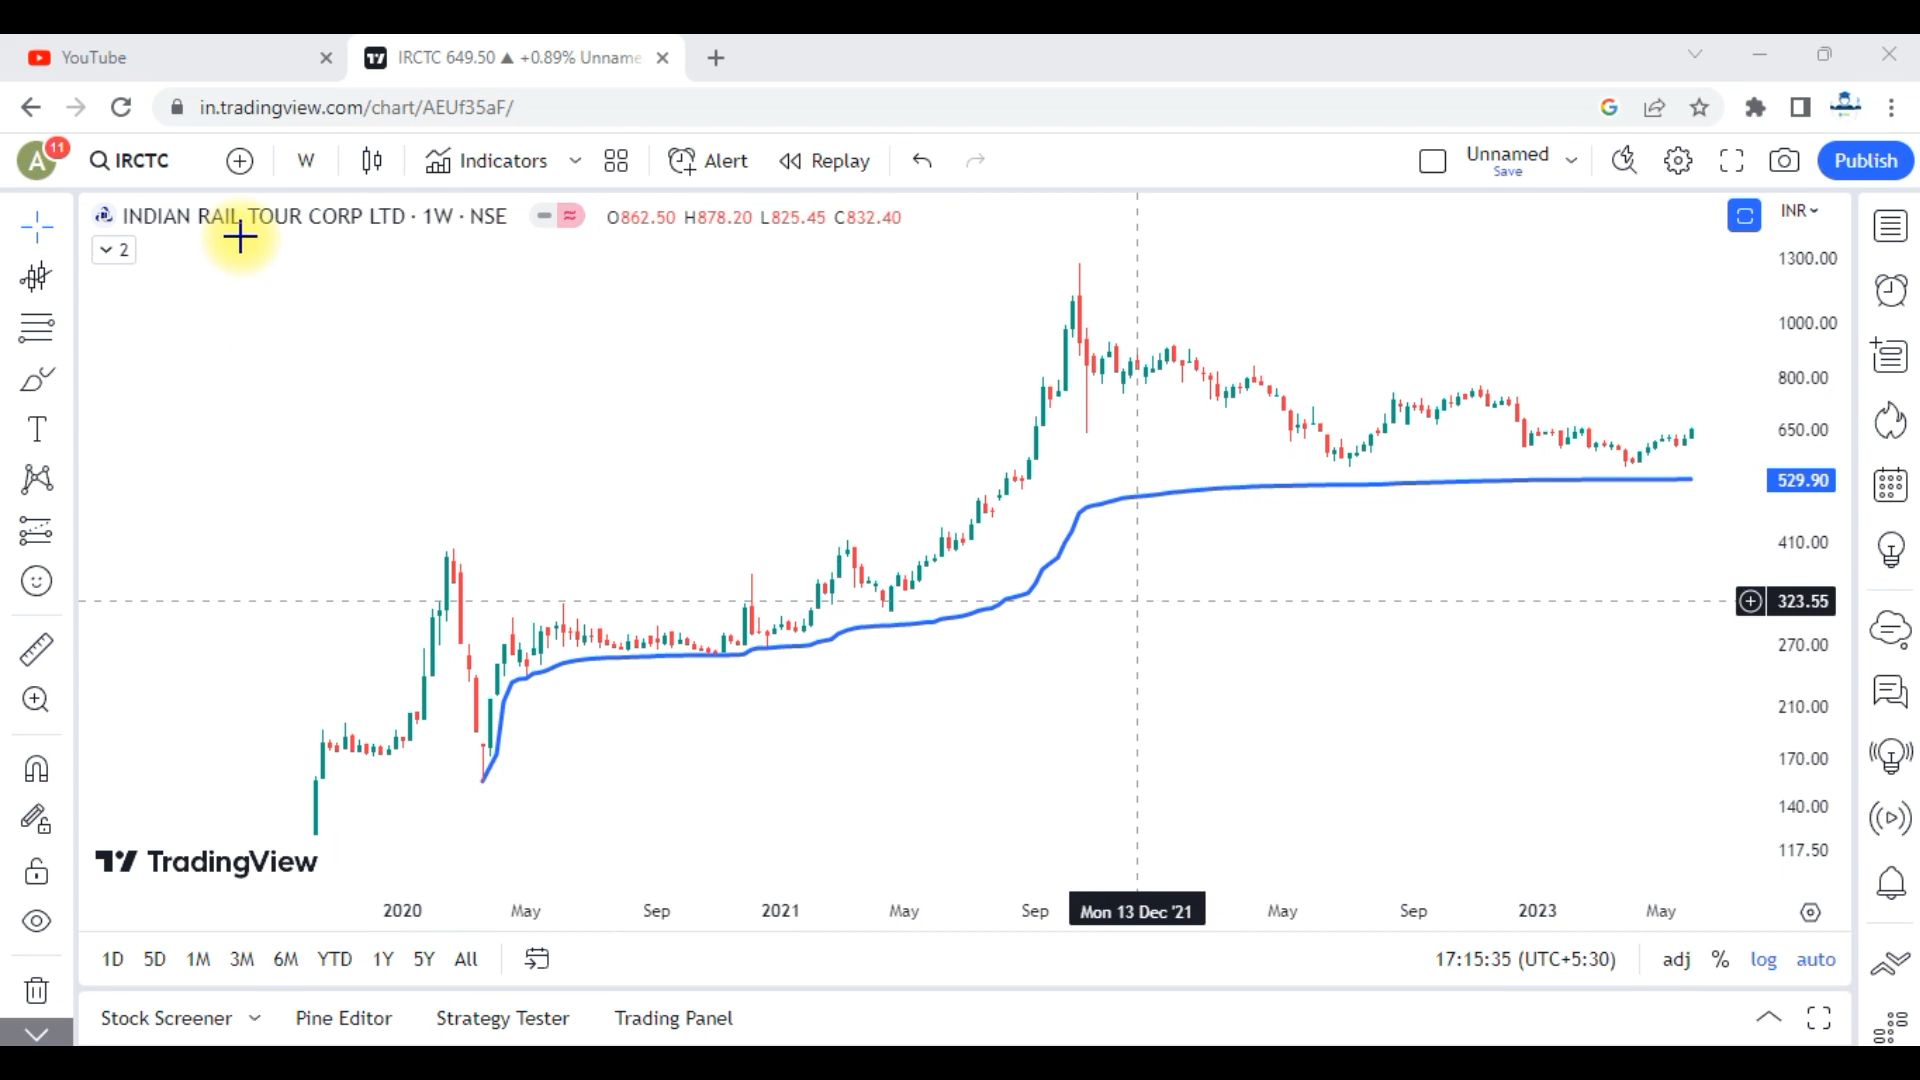 YouTube
IRCTC 649.50 ▲ +0.89% Unname
in.tradingview.com/chart/AEUf35aF/
A 11 IRCTC W Indicators Alert Replay Unnamed Save Publish
INDIAN RAIL TOUR CORP LTD · 1W · NSE O862.50 H878.20 L825.45 C832.40 INR
2
1300.00
1000.00
800.00
650.00
529.90
410.00
323.55
270.00
210.00
170.00
140.00
117.50
TradingView
2020 May Sep 2021 May Sep Mon 13 Dec '21 May Sep 2023 May
1D 5D 1M 3M 6M YTD 1Y 5Y All 17:15:35 (UTC+5:30) adj % log auto
Stock Screener Pine Editor Strategy Tester Trading Panel